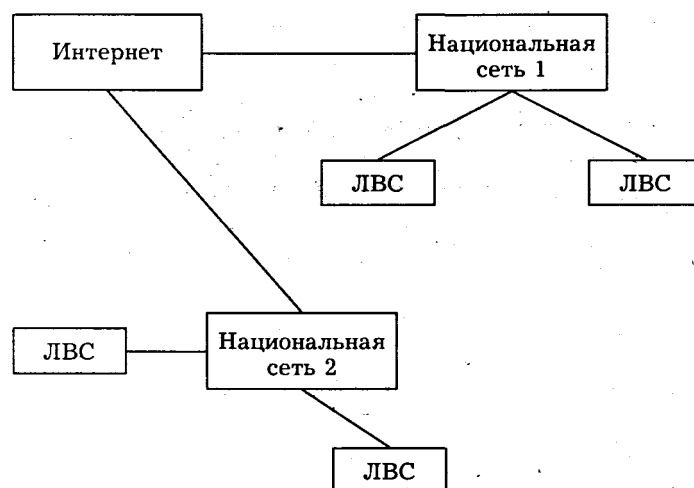 Интернет
Национальная
сеть 1
ЛВС
ЛВС
ЛВС
Национальная
сеть 2
ЛВС